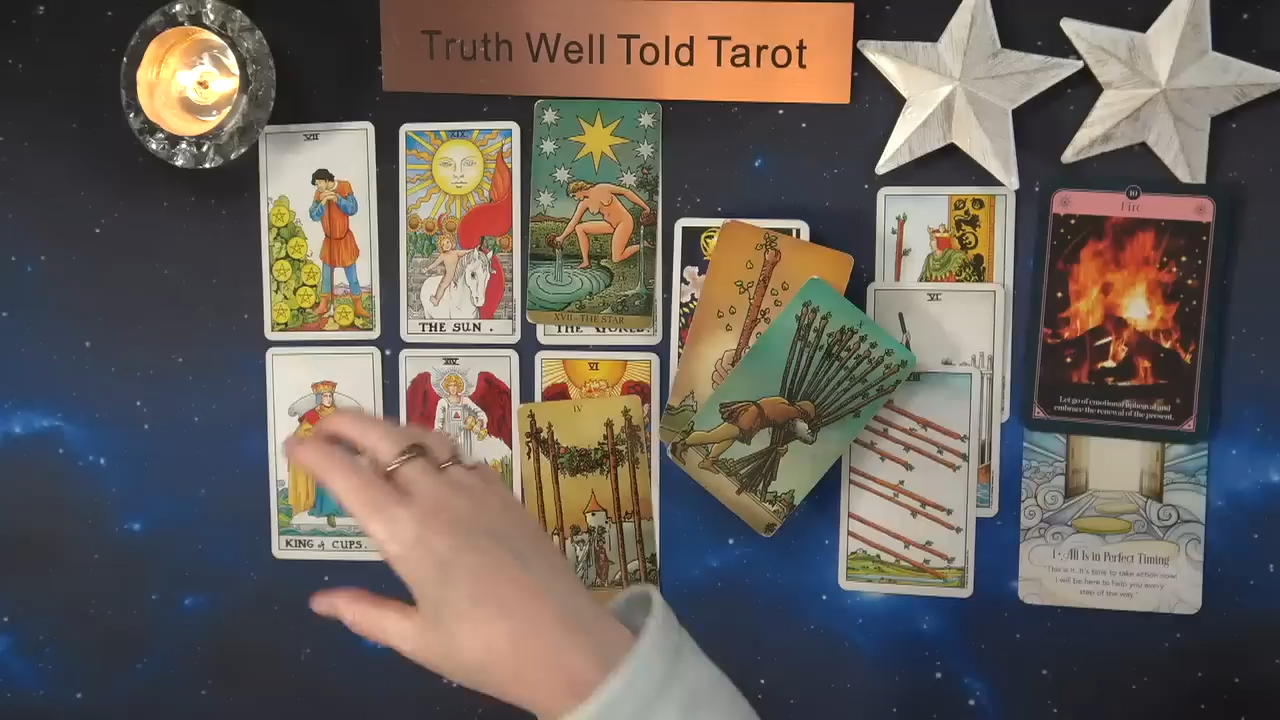 Truth Well Told Tarot
VII
XIX
THE SUN.
XVII - THE STAR
THE WORLD.
10
Fire
Let go of emotional upheaval and
embrace the renewal of the present.
VI
XIV
VI
IV
X
VIII
KING of CUPS.
1 · All Is in Perfect Timing
"This is it. It's time to take action now!
I will be here to help you every
step of the way."